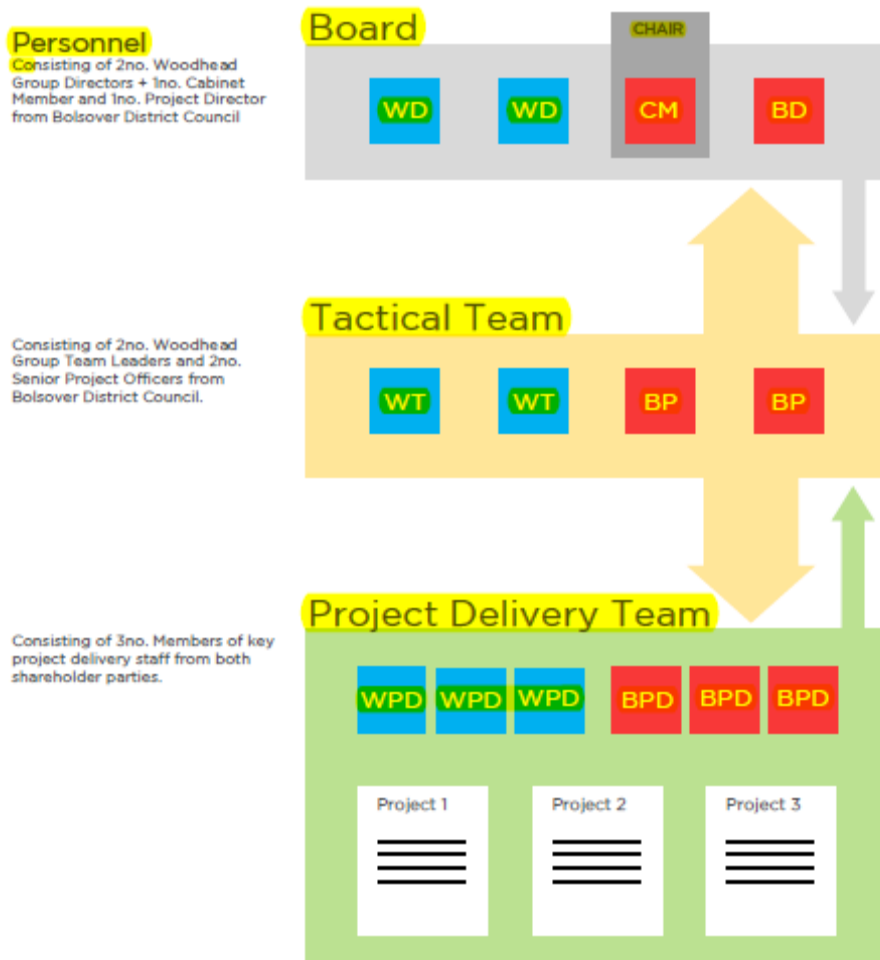 Personnel
Consisting of 2no. Woodhead
Group Directors + 1no. Cabinet
Member and 1no. Project Director
from Bolsover District Council
Board
CHAIR
WD WD CM BD
Tactical Team
Consisting of 2no. Woodhead
Group Team Leaders and 2no.
Senior Project Officers from
Bolsover District Council.
WT WT BP BP
Project Delivery Team
Consisting of 3no. Members of key
project delivery staff from both
shareholder parties.
WPD WPD WPD BPD BPD BPD
Project 1 Project 2 Project 3